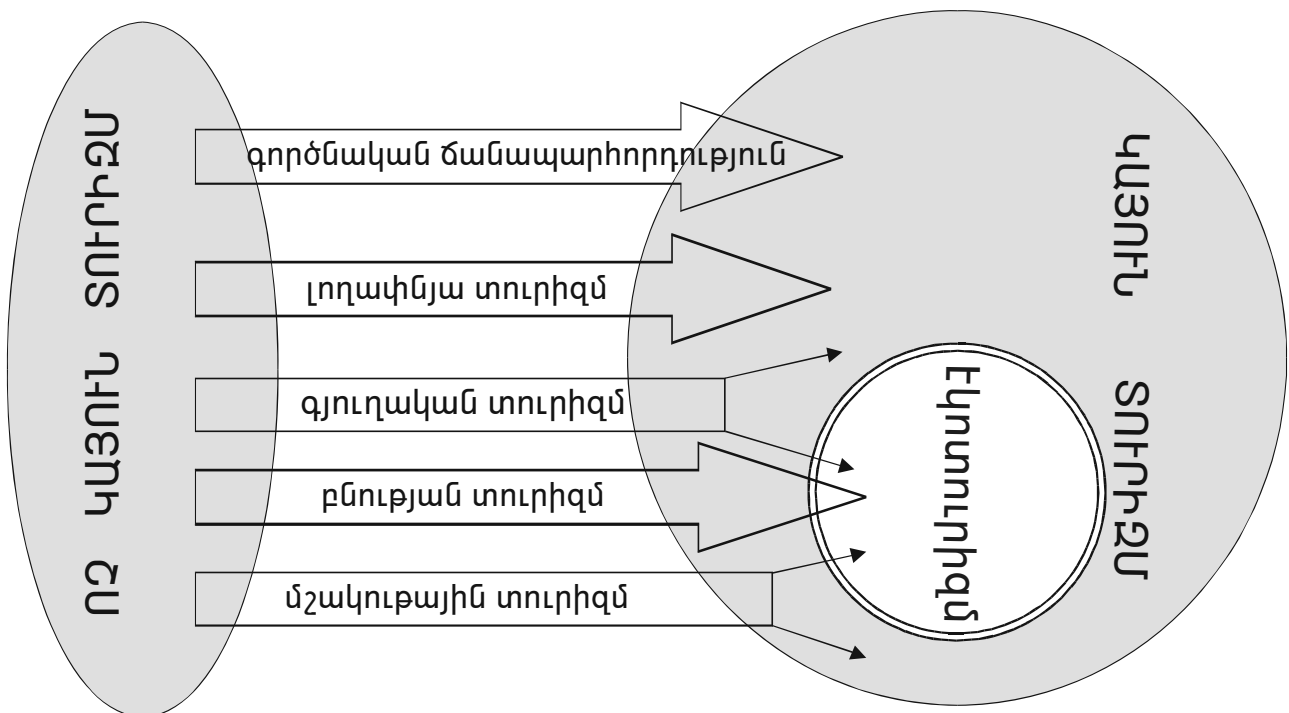 ՈՉ ԿԱՅՈՒՆ ՏՈՒՐԻԶՄ
գործնական ճանապարհորդություն
լողափնյա տուրիզմ
գյուղական տուրիզմ
բնության տուրիզմ
մշակութային տուրիզմ
էկոտուրիզմ
ԿԱՅՈՒՆ ՏՈՒՐԻԶՄ